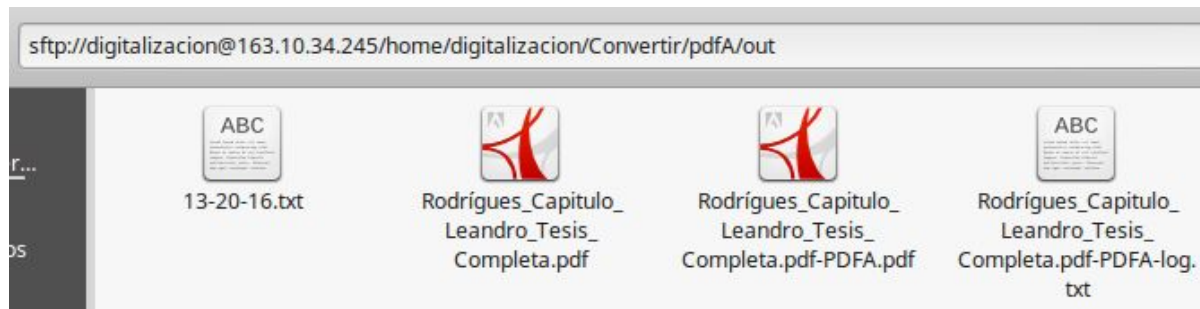 sftp://digitalizacion@163.10.34.245/home/digitalizacion/Convertir/pdfA/out
r...
os
ABC
13-20-16.txt
Rodrígues_Capitulo_
Leandro_Tesis_
Completa.pdf
Rodrígues_Capitulo_
Leandro_Tesis_
Completa.pdf-PDFA.pdf
ABC
Rodrígues_Capitulo_
Leandro_Tesis_
Completa.pdf-PDFA-log.
txt